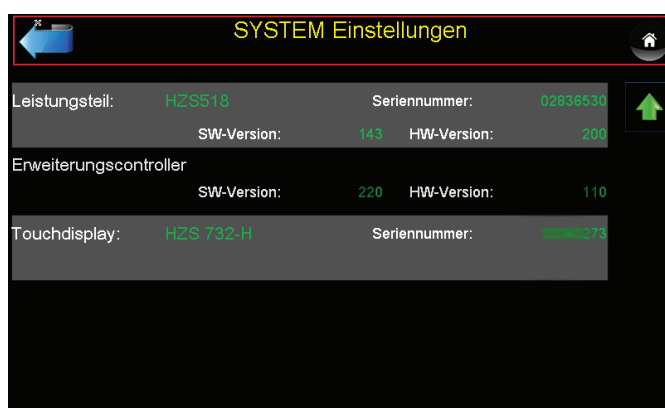 SYSTEM Einstellungen
Leistungsteil: HZS518 Seriennummer: 02836530
SW-Version: 143 HW-Version: 200
Erweiterungscontroller
SW-Version: 220 HW-Version: 110
Touchdisplay: HZS 732-H Seriennummer: